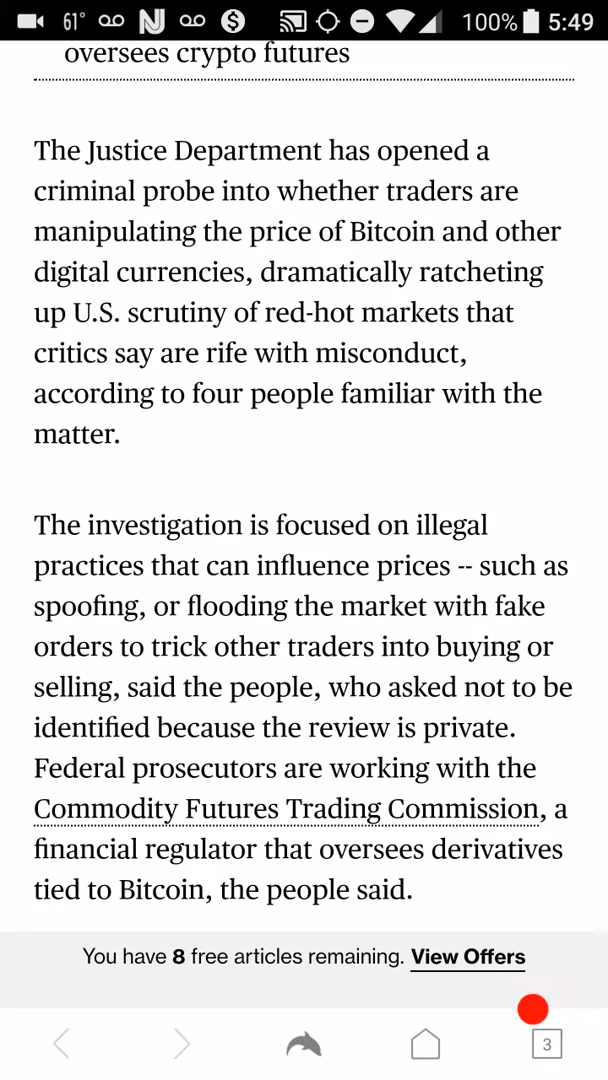 61° 100% 5:49
oversees crypto futures
The Justice Department has opened a
criminal probe into whether traders are
manipulating the price of Bitcoin and other
digital currencies, dramatically ratcheting
up U.S. scrutiny of red-hot markets that
critics say are rife with misconduct,
according to four people familiar with the
matter.
The investigation is focused on illegal
practices that can influence prices -- such as
spoofing, or flooding the market with fake
orders to trick other traders into buying or
selling, said the people, who asked not to be
identified because the review is private.
Federal prosecutors are working with the
Commodity Futures Trading Commission, a
financial regulator that oversees derivatives
tied to Bitcoin, the people said.
You have 8 free articles remaining. View Offers
3